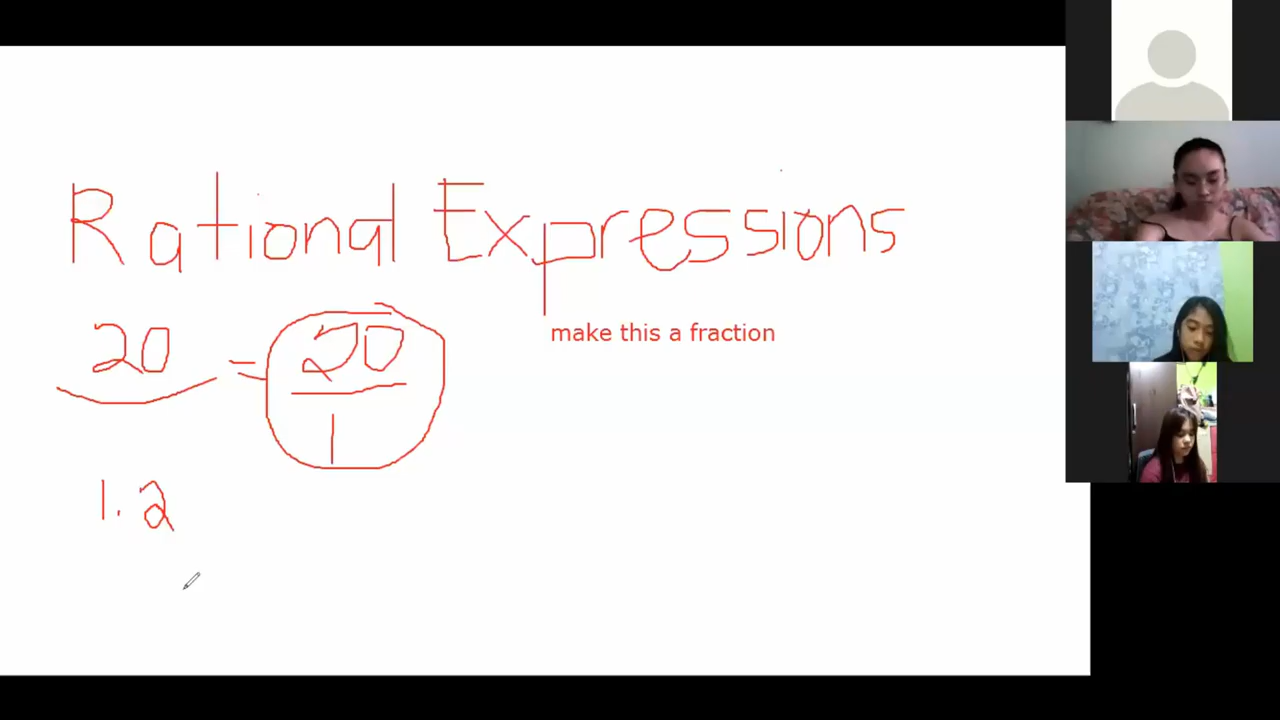 Rational Expressions
make this a fraction
20 = 20/1
1.2